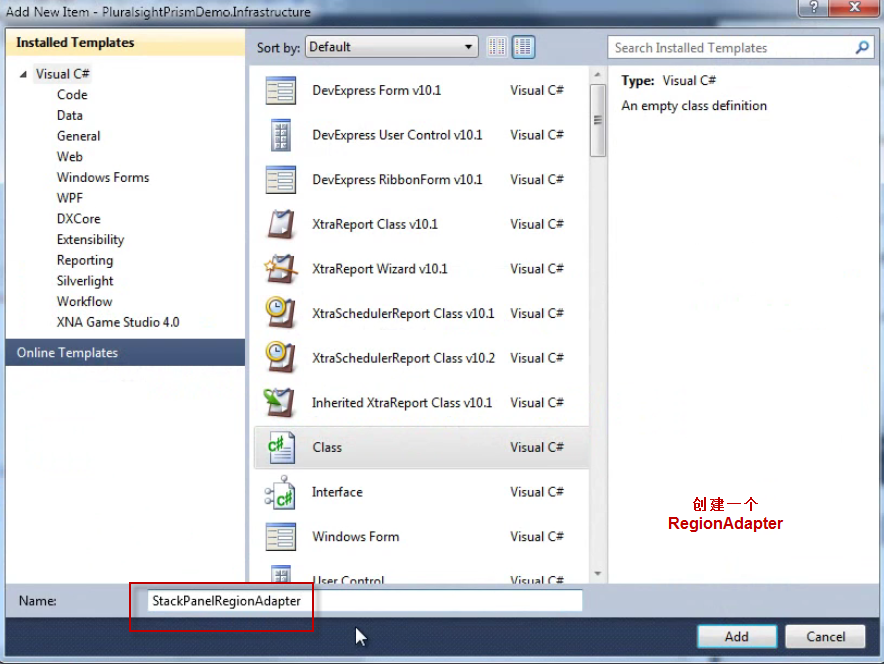 Add New Item - PluralsightPrismDemo.Infrastructure
Installed Templates
Visual C#
Code
Data
General
Web
Windows Forms
WPF
DXCore
Extensibility
Reporting
Silverlight
Workflow
XNA Game Studio 4.0
Online Templates
Sort by: Default
DevExpress Form v10.1 Visual C#
DevExpress User Control v10.1 Visual C#
DevExpress RibbonForm v10.1 Visual C#
XtraReport Class v10.1 Visual C#
XtraReport Wizard v10.1 Visual C#
XtraSchedulerReport Class v10.1 Visual C#
XtraSchedulerReport Class v10.2 Visual C#
Inherited XtraReport Class v10.1 Visual C#
Class Visual C#
Interface Visual C#
Windows Form Visual C#
User Control Visual C#
Search Installed Templates
Type: Visual C#
An empty class definition
创建一个
RegionAdapter
Name: StackPanelRegionAdapter
Add Cancel